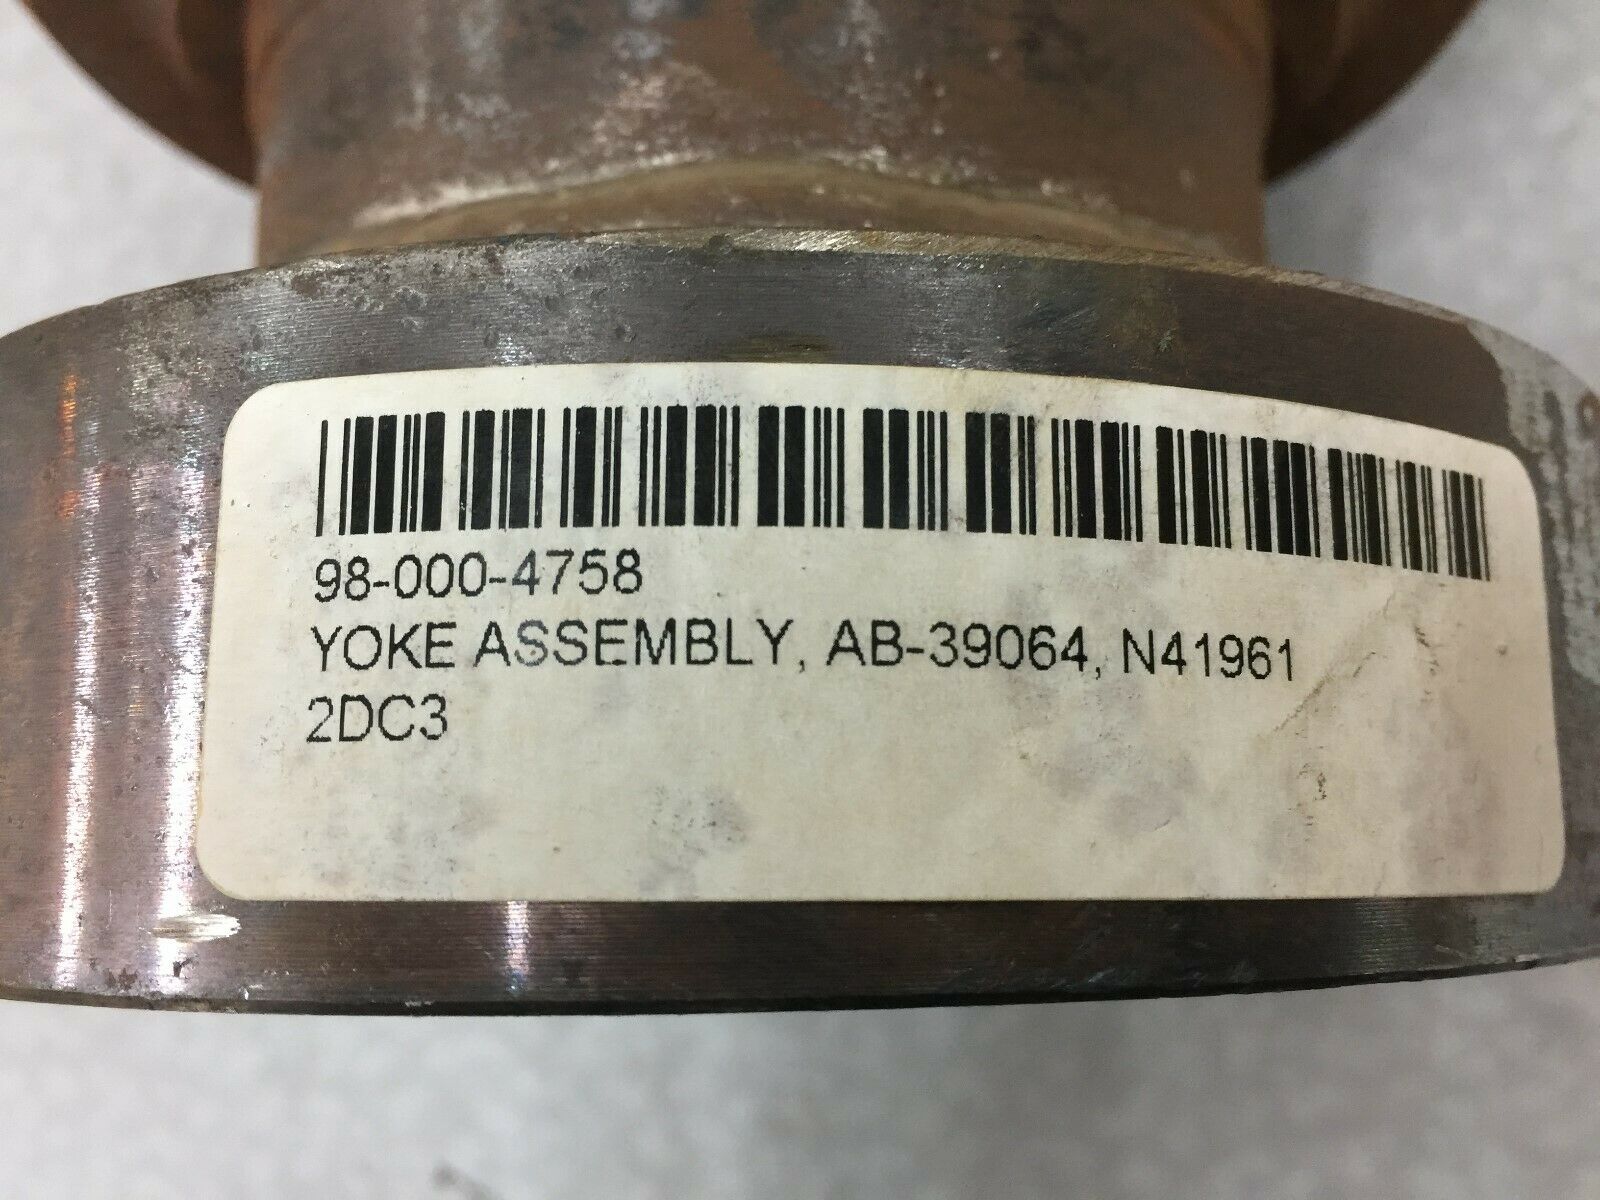 98-000-4758
YOKE ASSEMBLY, AB-39064, N41961
2DC3